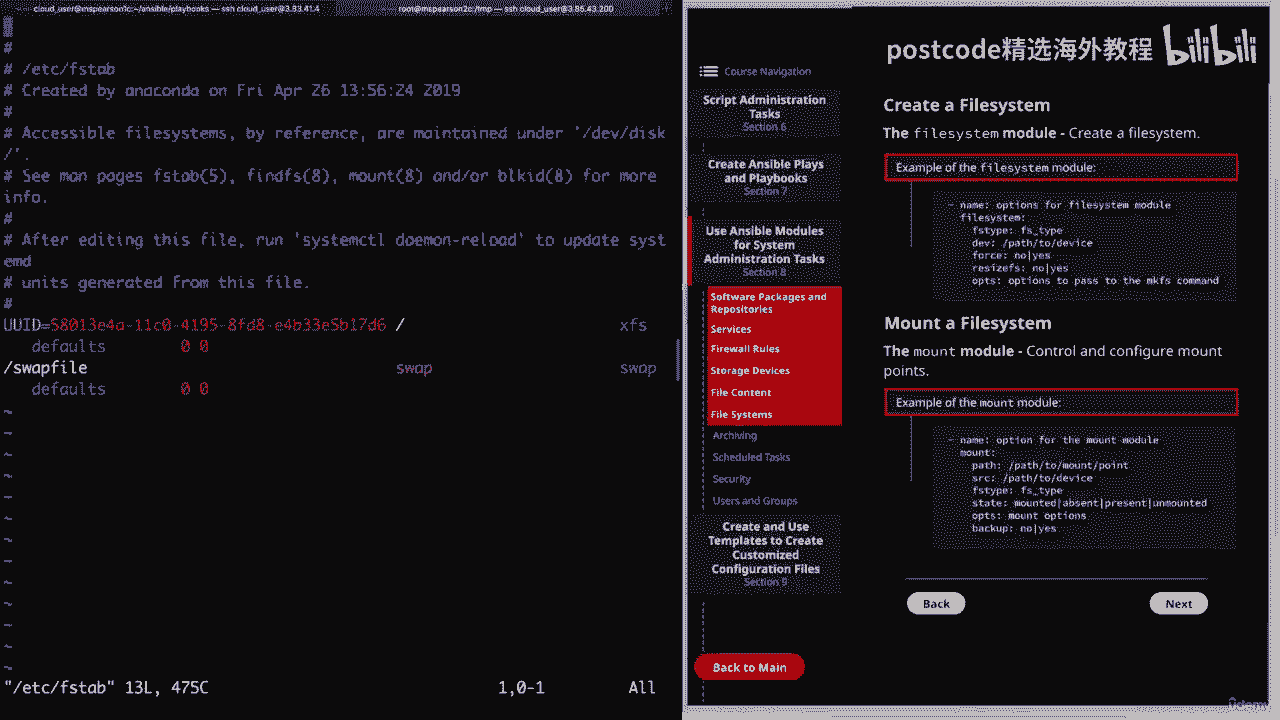 cloud_user@mspearson1c:~/ansible/playbooks — ssh cloud_user@3.83.41.4
root@mspearson2c:/tmp — ssh cloud_user@3.85.43.200
#
#
# /etc/fstab
# Created by anaconda on Fri Apr 26 13:56:24 2019
#
# Accessible filesystems, by reference, are maintained under '/dev/disk
/'.
# See man pages fstab(5), findfs(8), mount(8) and/or blkid(8) for more
info.
#
# After editing this file, run 'systemctl daemon-reload' to update syst
emd
# units generated from this file.
#
UUID=58013e4a-11c0-4195-8fd8-e4b33e5b17d6 / xfs
defaults 0 0
/swapfile swap swap
defaults 0 0
~
~
~
~
~
~
~
~
~
~
~
~
~
"/etc/fstab" 13L, 475C 1,0-1 All
postcode精选海外教程 bilibili
Course Navigation
Script Administration
Tasks
Section 6
Create Ansible Plays
and Playbooks
Section 7
Use Ansible Modules
for System
Administration Tasks
Section 8
Software Packages and
Repositories
Services
Firewall Rules
Storage Devices
File Content
File Systems
Archiving
Scheduled Tasks
Security
Users and Groups
Create and Use
Templates to Create
Customized
Configuration Files
Section 9
Back to Main
Create a Filesystem
The filesystem module - Create a filesystem.
Example of the filesystem module:
- name: options for filesystem module
filesystem:
fstype: fs_type
dev: /path/to/device
force: no|yes
resizefs: no|yes
opts: options to pass to the mkfs command
Mount a Filesystem
The mount module - Control and configure mount
points.
Example of the mount module:
- name: option for the mount module
mount:
path: /path/to/mount/point
src: /path/to/device
fstype: fs_type
state: mounted|absent|present|unmounted
opts: mount options
backup: no|yes
Back
Next
ûdemy